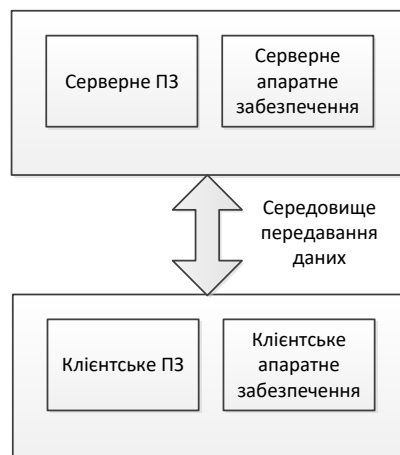 Серверне ПЗ
Серверне
апаратне
забезпечення
Середовище
передавання
даних
Клієнтське ПЗ
Клієнтське
апаратне
забезпечення